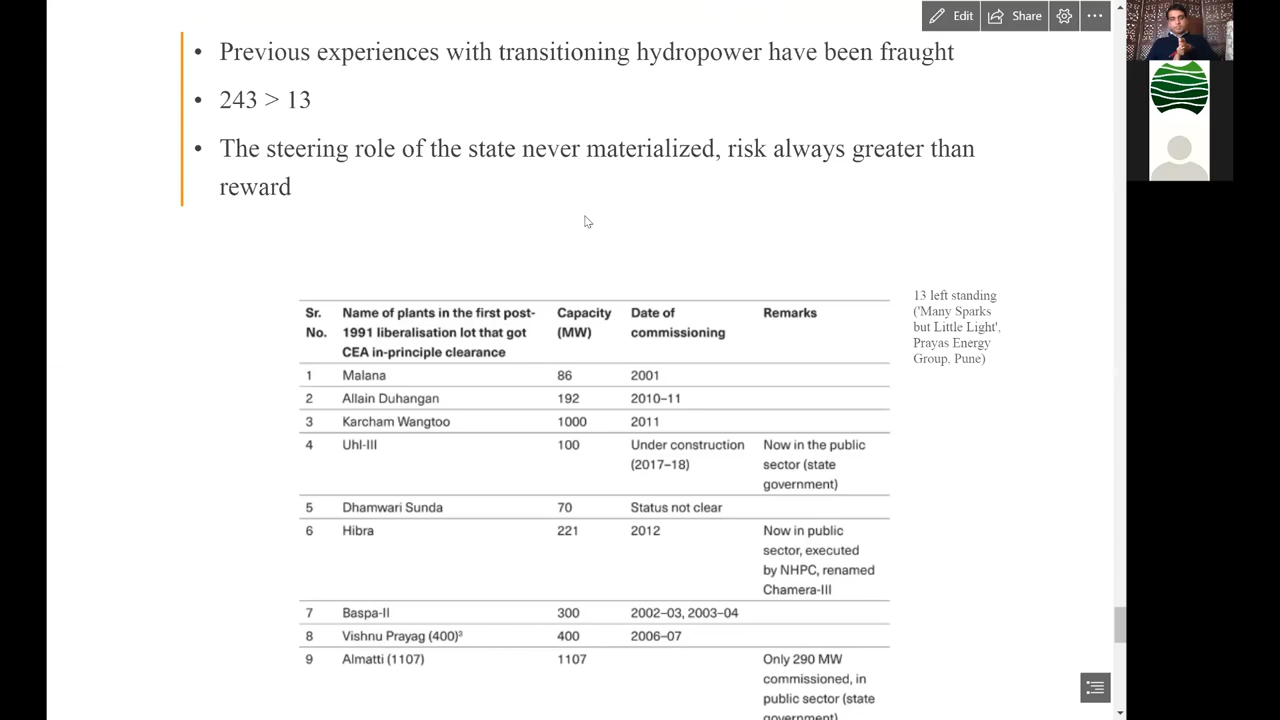 Edit
Share
• Previous experiences with transitioning hydropower have been fraught
• 243 > 13
• The steering role of the state never materialized, risk always greater than
reward
Sr. No.
Name of plants in the first post-1991 liberalisation lot that got CEA in-principle clearance
Capacity (MW)
Date of commissioning
Remarks
1 Malana 86 2001
2 Allain Duhangan 192 2010–11
3 Karcham Wangtoo 1000 2011
4 Uhl-III 100 Under construction (2017–18) Now in the public sector (state government)
5 Dhamwari Sunda 70 Status not clear
6 Hibra 221 2012 Now in public sector, executed by NHPC, renamed Chamera-III
7 Baspa-II 300 2002–03, 2003–04
8 Vishnu Prayag (400)³ 400 2006–07
9 Almatti (1107) 1107 Only 290 MW commissioned, in public sector (state government)
13 left standing
('Many Sparks
but Little Light',
Prayas Energy
Group, Pune)